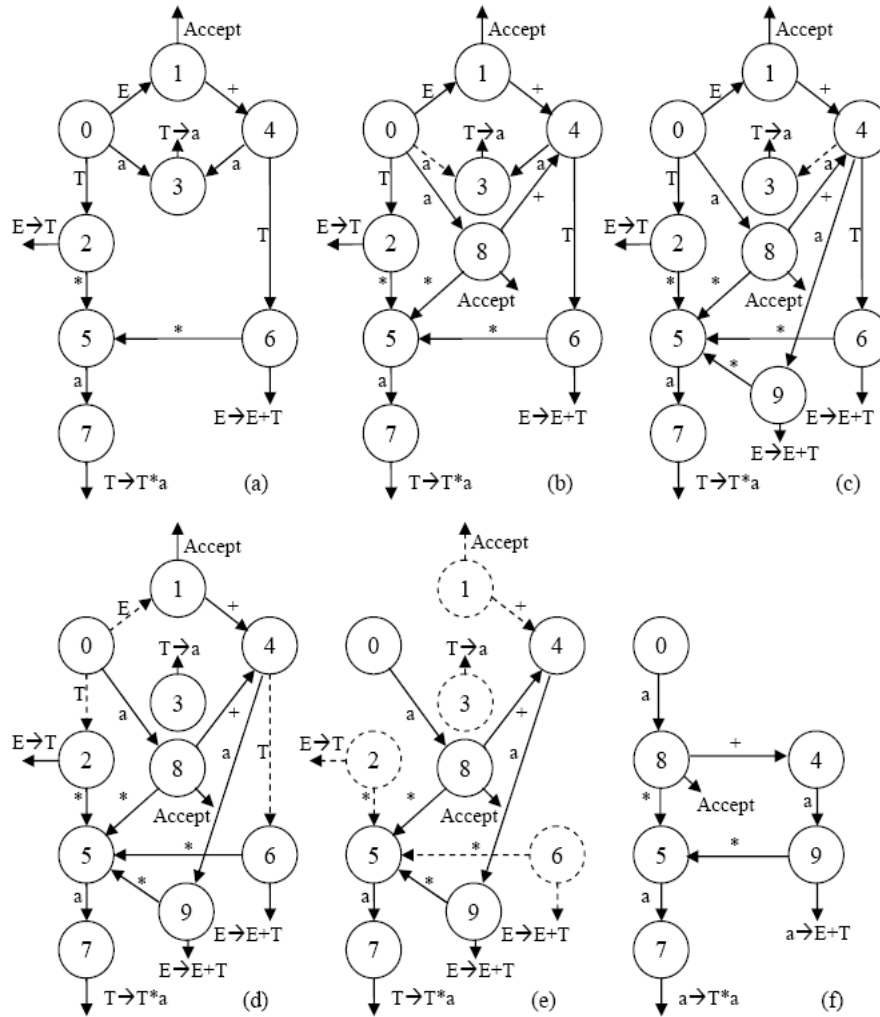 Accept
1
E
+
0
T→a
4
a
a
3
T
E→T
2
T
*
5
*
6
a
E→E+T
7
T→T*a
(a)
Accept
1
E
+
0
T→a
4
a
a
3
T
a
+
E→T
2
8
T
*
*
Accept
5
*
6
a
E→E+T
7
T→T*a
(b)
Accept
1
E
+
0
T→a
4
3
T
a
+
a
E→T
2
8
T
*
*
Accept
5
*
6
*
a
9
E→E+T
7
E→E+T
T→T*a
(c)
Accept
1
E
+
0
T→a
4
T
3
a
+
E→T
a
2
8
T
*
*
Accept
5
*
6
*
a
9
E→E+T
7
E→E+T
T→T*a
(d)
Accept
1
+
0
T→a
4
3
a
+
E→T
a
2
8
*
*
Accept
5
*
6
*
a
9
E→E+T
7
E→E+T
T→T*a
(e)
0
a
8
+
4
Accept
*
a
5
*
9
a
a→E+T
7
a→T*a
(f)